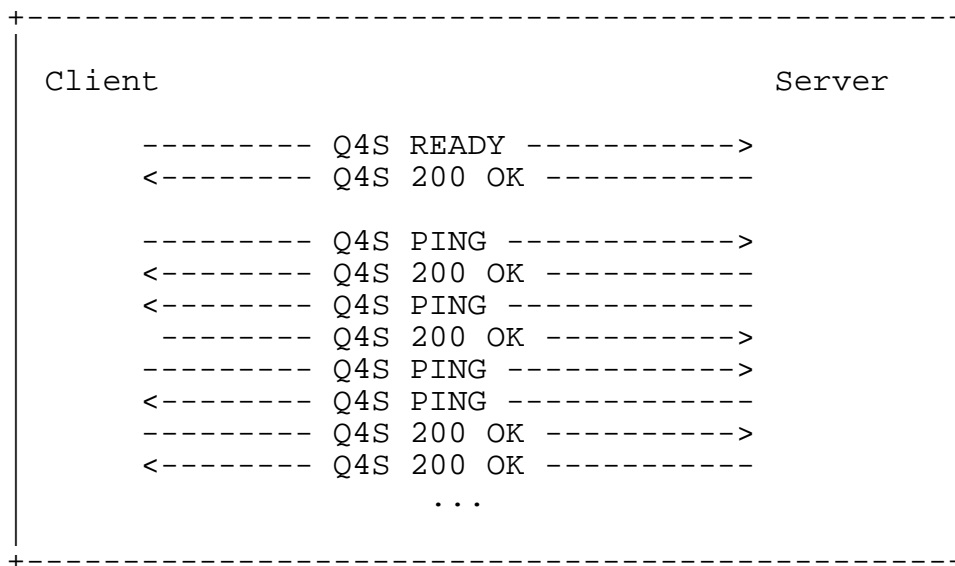 +------------------------------------------------
|
| Client                                Server
|
|      --------- Q4S READY ----------->
|      <-------- Q4S 200 OK -----------
|
|      --------- Q4S PING ------------>
|      <-------- Q4S 200 OK -----------
|      <-------- Q4S PING -------------
|       -------- Q4S 200 OK ---------->
|      --------- Q4S PING ------------>
|      <-------- Q4S PING -------------
|      --------- Q4S 200 OK ---------->
|      <-------- Q4S 200 OK -----------
|                     ...
|
+------------------------------------------------